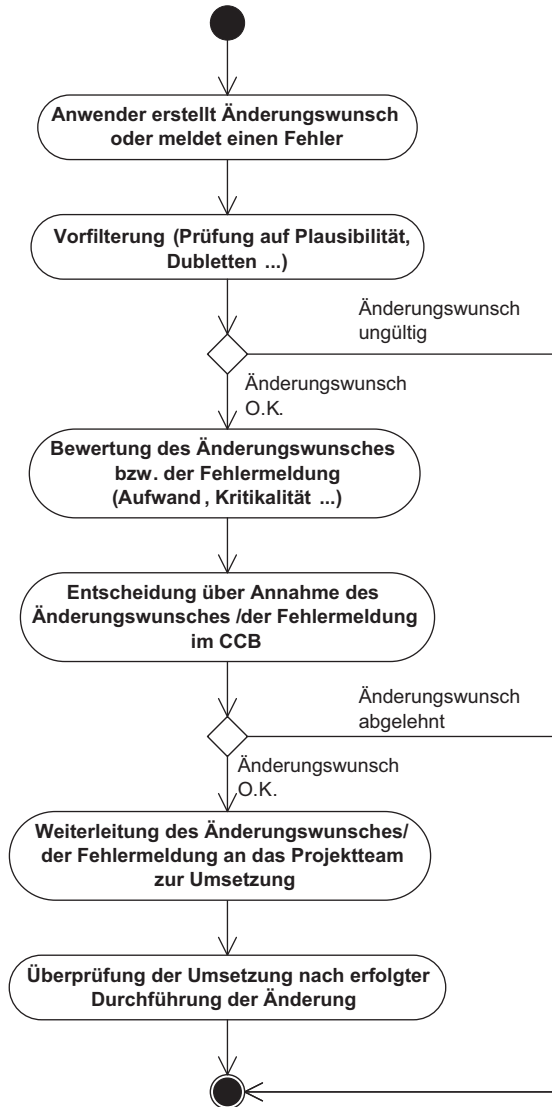 Anwender erstellt Änderungswunsch
oder meldet einen Fehler
Vorfilterung (Prüfung auf Plausibilität,
Dubletten ...)
Änderungswunsch
ungültig
Änderungswunsch
O.K.
Bewertung des Änderungswunsches
bzw. der Fehlermeldung
(Aufwand, Kritikalität ...)
Entscheidung über Annahme des
Änderungswunsches /der Fehlermeldung
im CCB
Änderungswunsch
abgelehnt
Änderungswunsch
O.K.
Weiterleitung des Änderungswunsches/
der Fehlermeldung an das Projektteam
zur Umsetzung
Überprüfung der Umsetzung nach erfolgter
Durchführung der Änderung